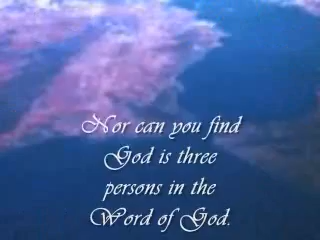 Nor can you find
God is three
persons in the
Word of God.